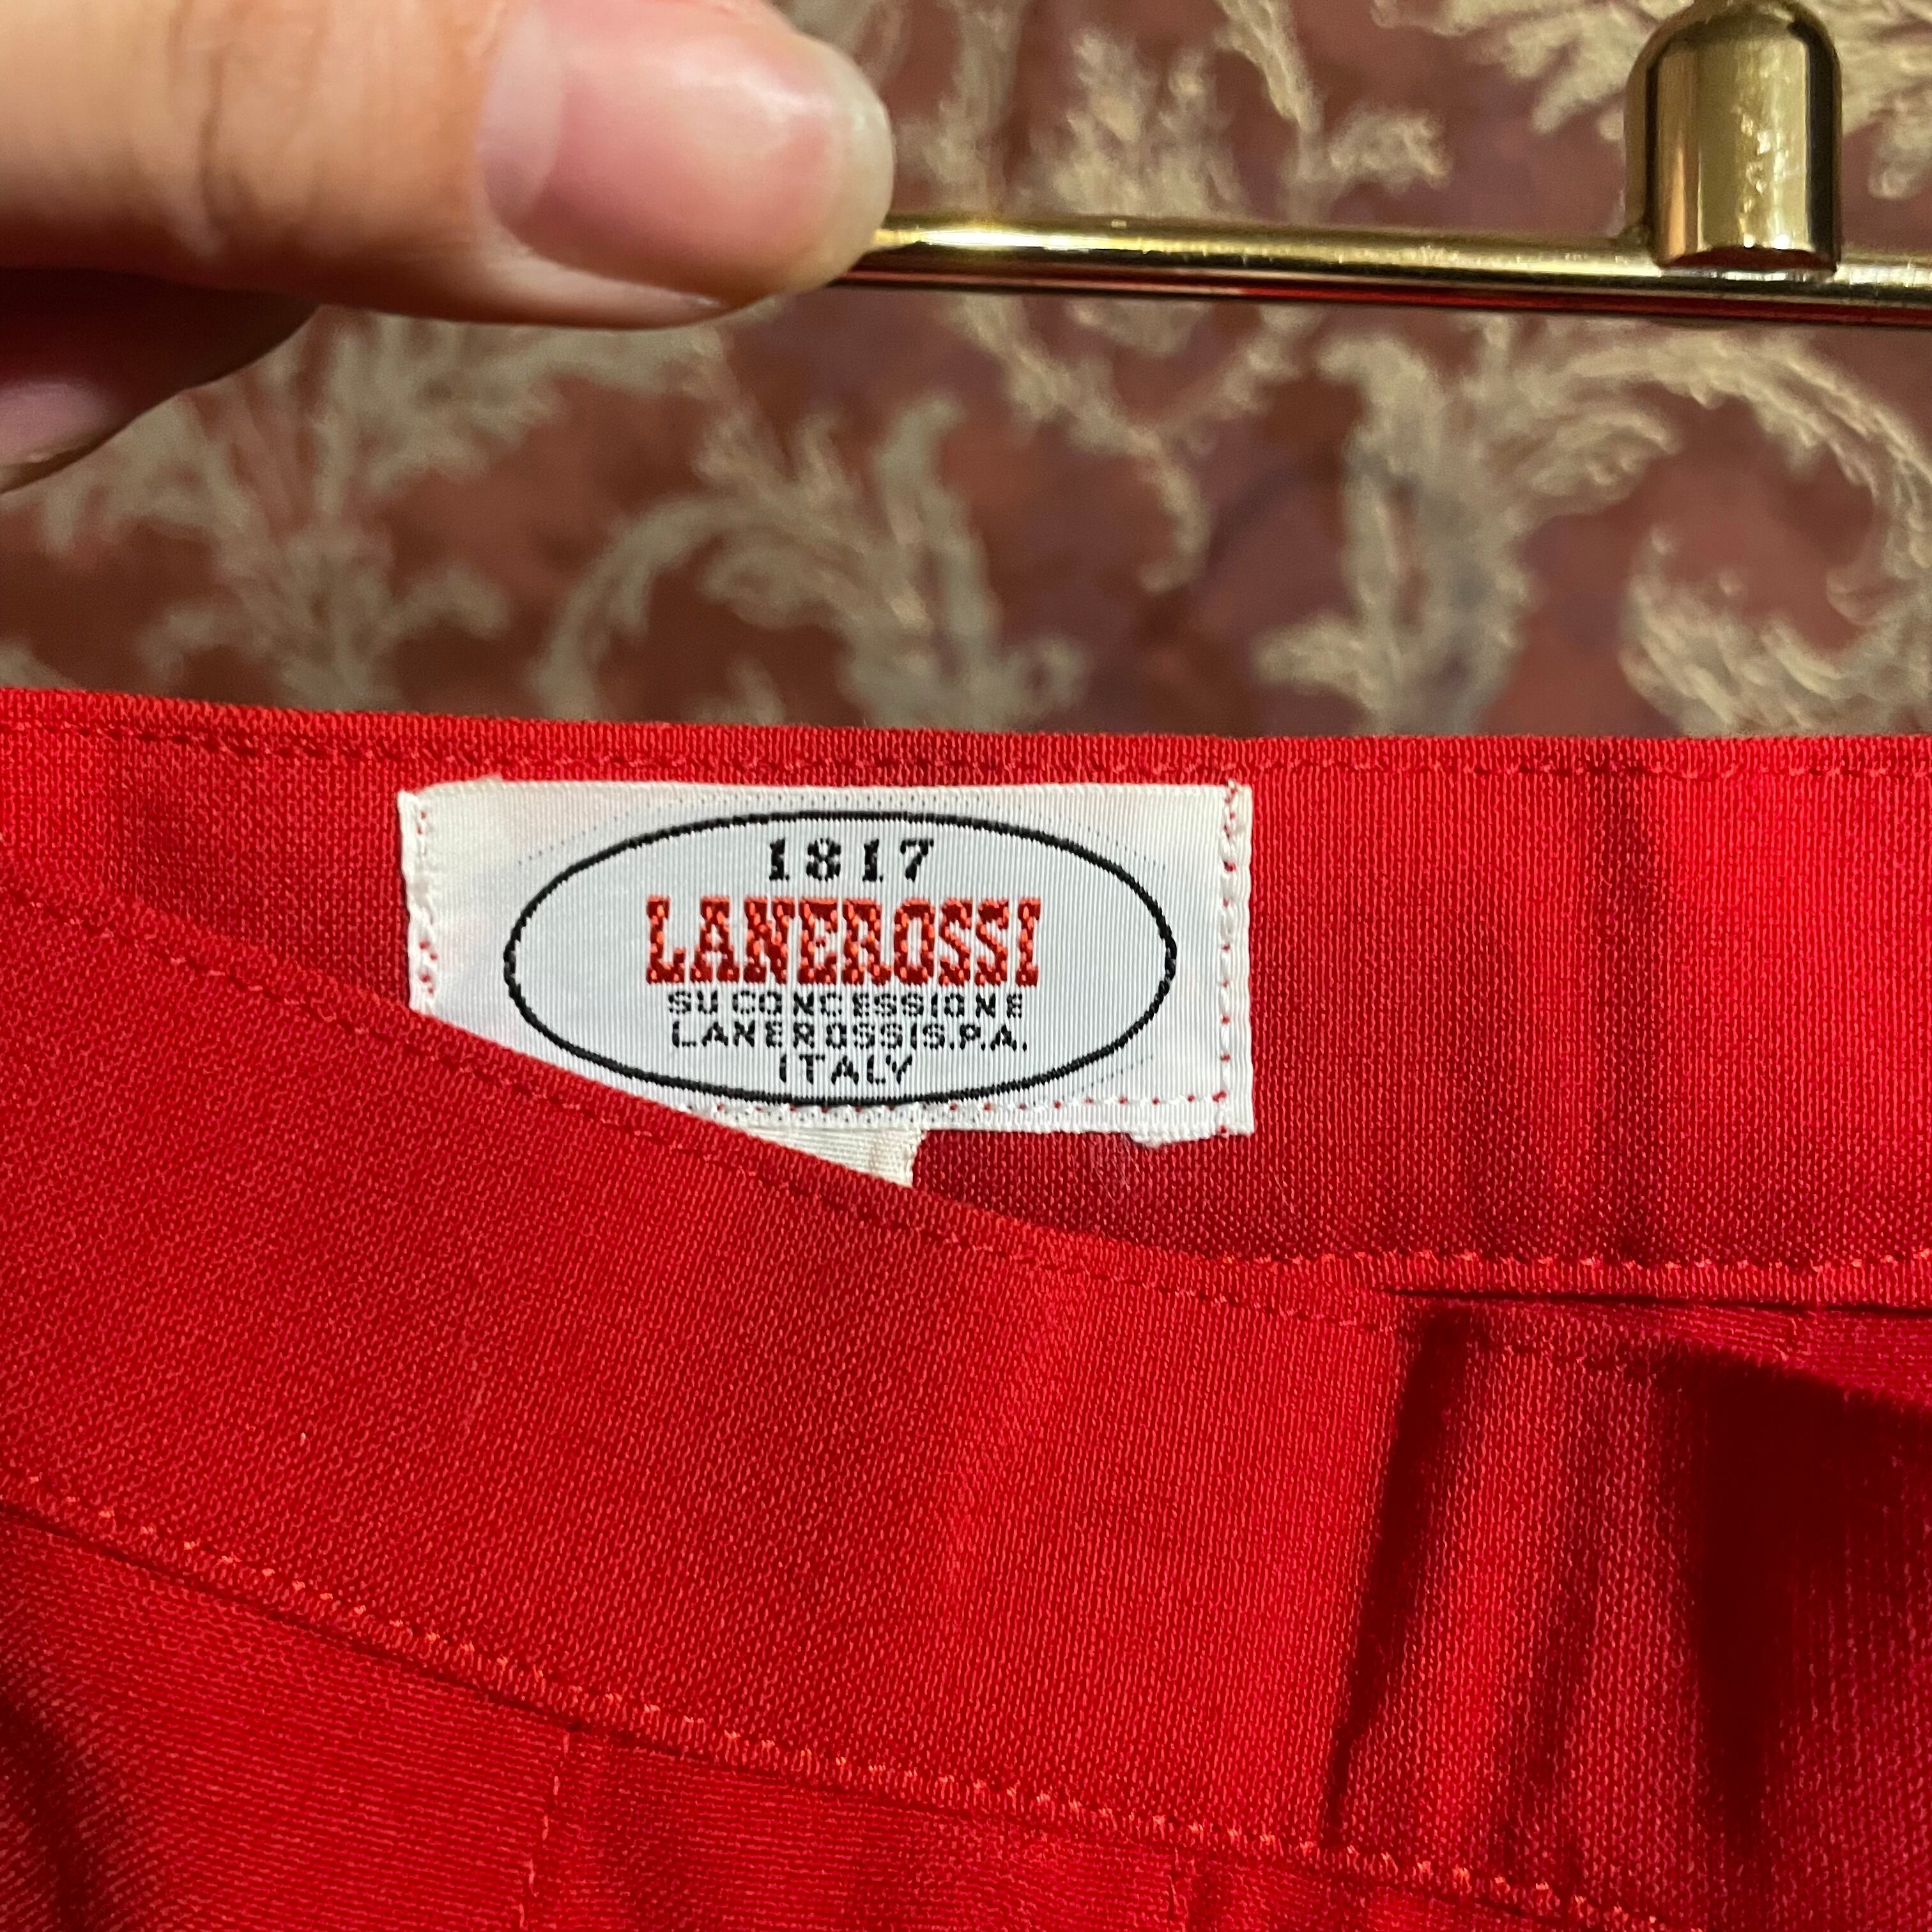 1817
LANEROSSI
SU CONCESSIONE
LANEROSSI S.P.A.
ITALY